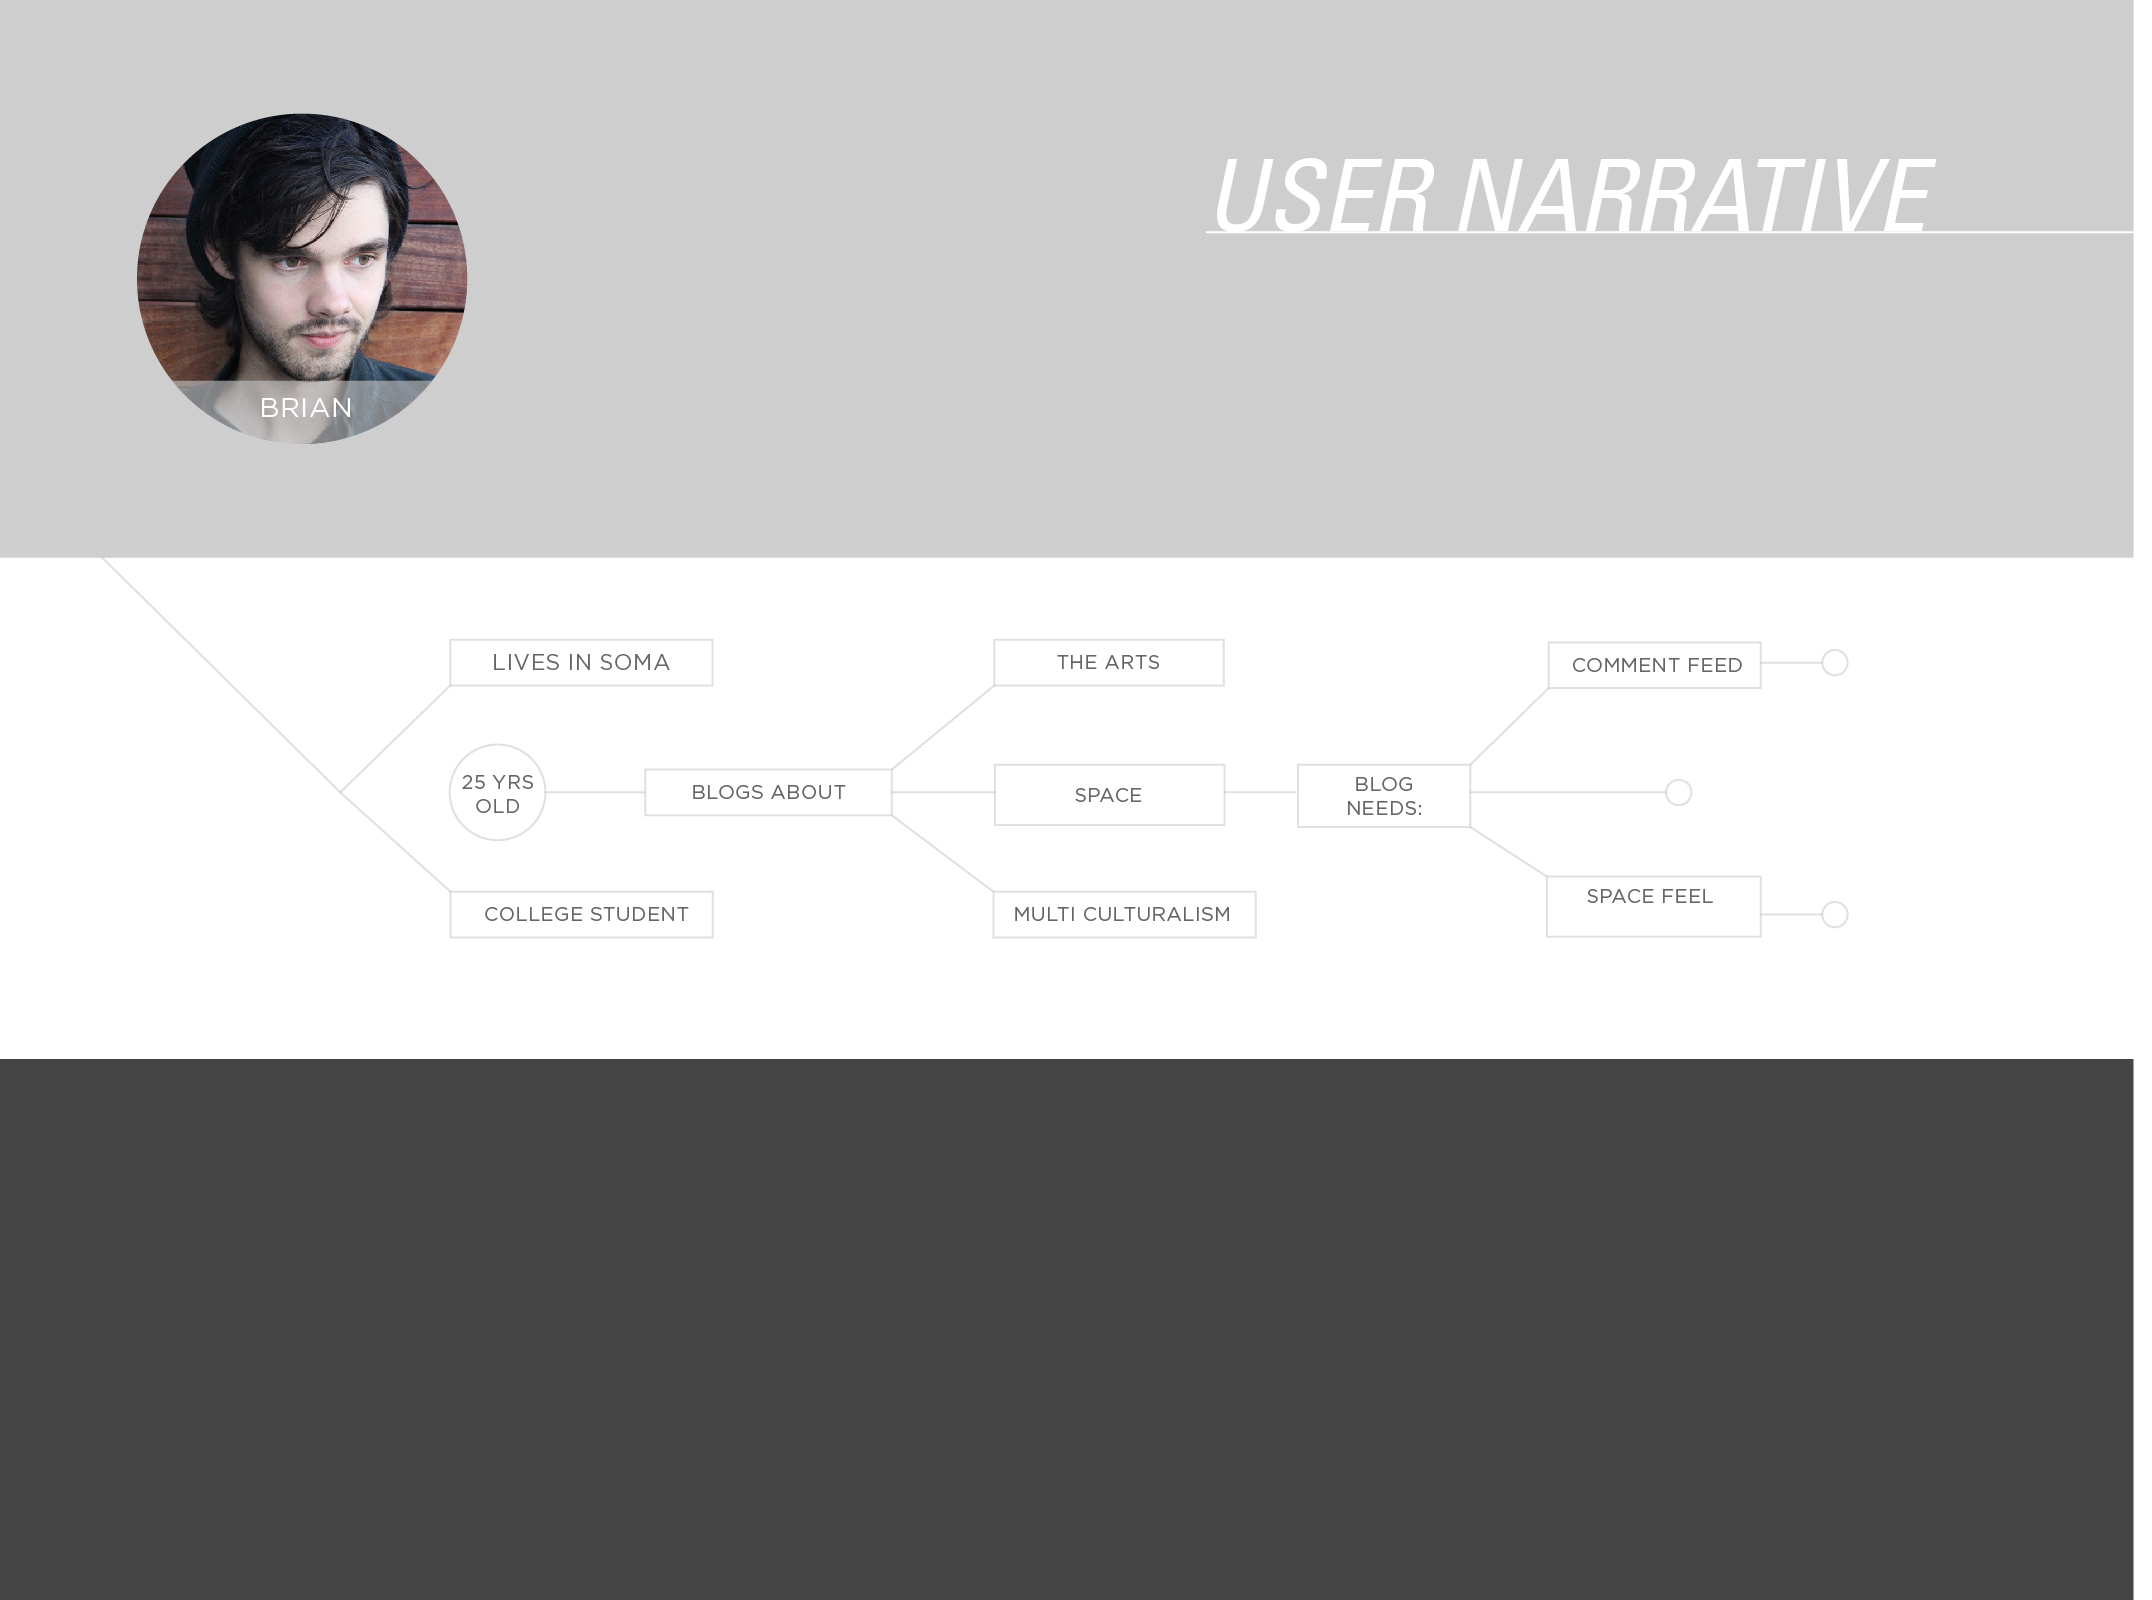 USER NARRATIVE
BRIAN
LIVES IN SOMA
25 YRS
OLD
COLLEGE STUDENT
BLOGS ABOUT
THE ARTS
SPACE
MULTI CULTURALISM
BLOG
NEEDS:
COMMENT FEED
SPACE FEEL